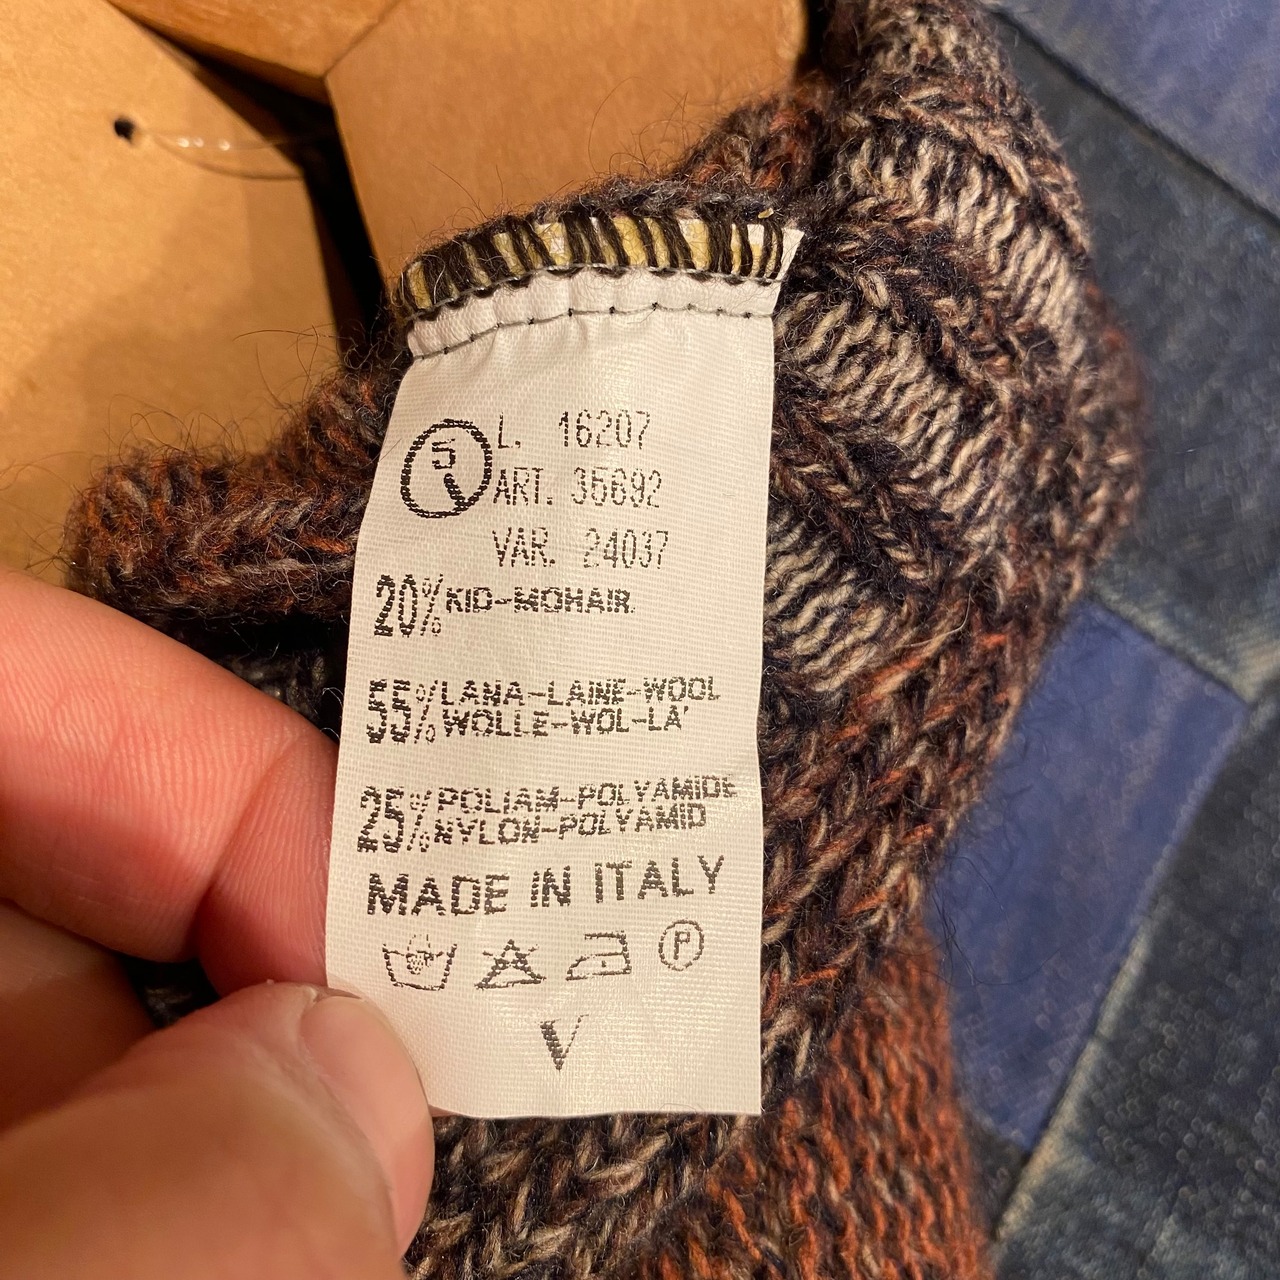 5
L. 16207
ART. 35692
VAR. 24037
20% KID-MOHAIR
55% LANA-LAINE-WOOL
WOLLE-WOL-LA'
25% POLIAM-POLYAMIDE
NYLON-POLYAMID
MADE IN ITALY
P
V